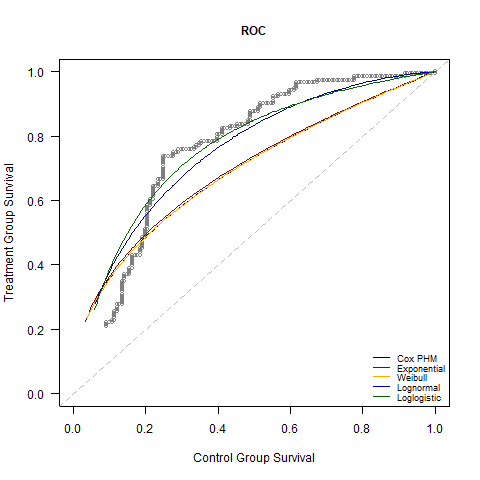 ROC
Treatment Group Survival
1.0
0.8
0.6
0.4
0.2
0.0
Cox PHM
Exponential
Weibull
Lognormal
Loglogistic
0.0 0.2 0.4 0.6 0.8 1.0
Control Group Survival